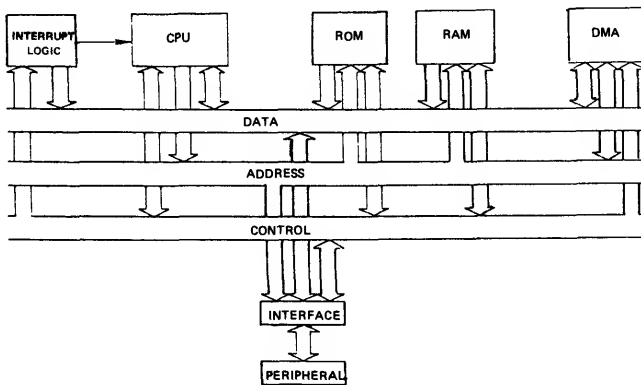 INTERRUPT
LOGIC
CPU
ROM
RAM
DMA
DATA
ADDRESS
CONTROL
INTERFACE
PERIPHERAL